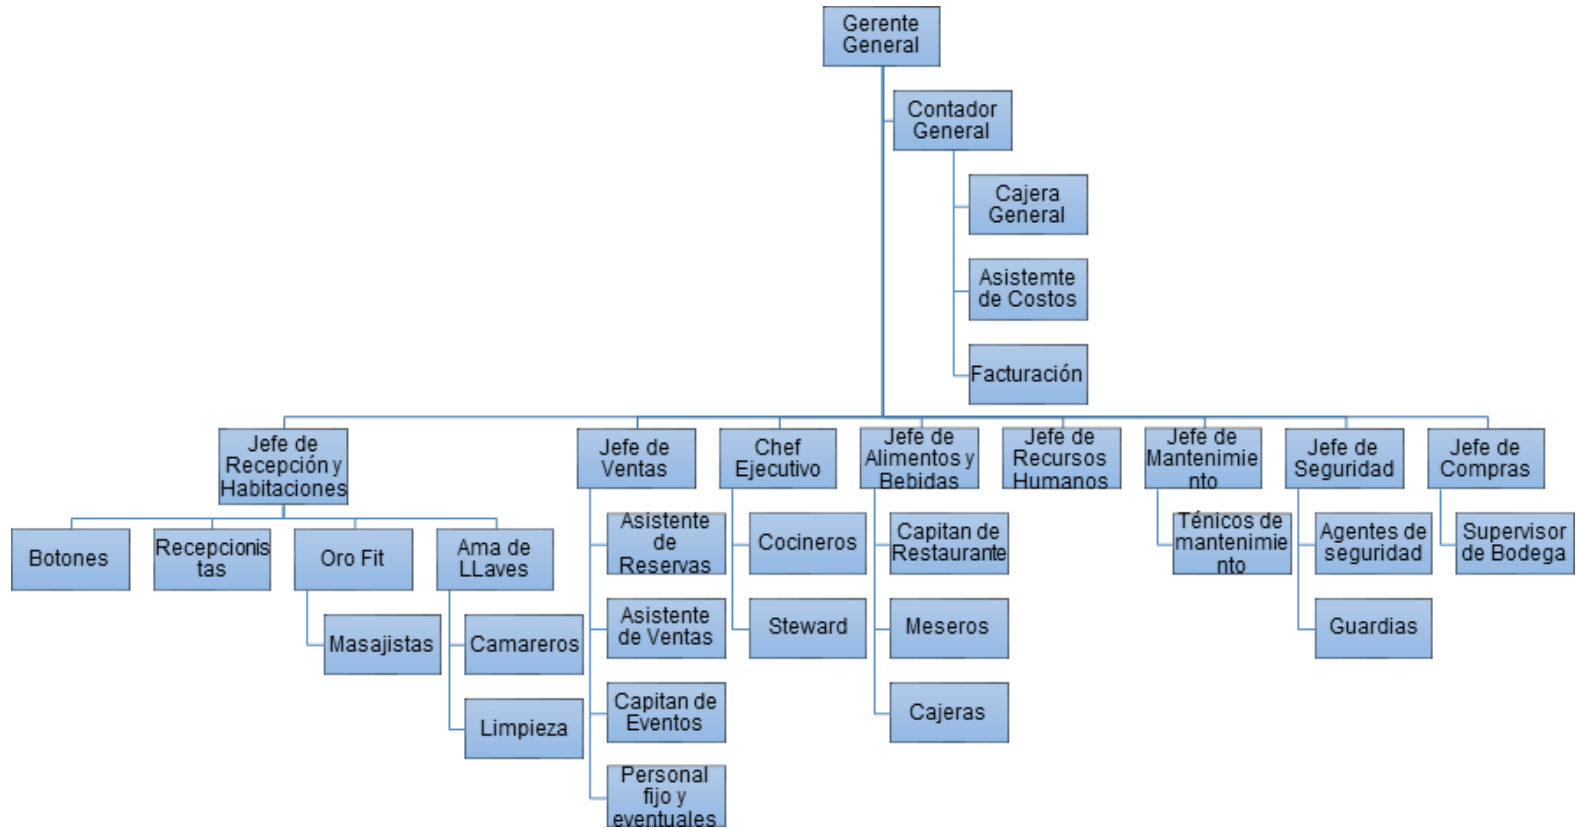 Gerente
General
Contador
General
Cajera
General
Asistemte
de Costos
Facturación
Jefe de
Recepción y
Habitaciones
Jefe de
Ventas
Chef
Ejecutivo
Jefe de
Alimentos y
Bebidas
Jefe de
Recursos
Humanos
Jefe de
Mantenimie
nto
Jefe de
Seguridad
Jefe de
Compras
Botones
Recepcionis
tas
Oro Fit
Ama de
LLaves
Masajistas
Camareros
Limpieza
Asistente
de
Reservas
Asistente
de Ventas
Capitan de
Eventos
Personal
fijo y
eventuales
Cocineros
Steward
Capitan de
Restaurante
Meseros
Cajeras
Ténicos de
mantenimie
nto
Agentes de
seguridad
Guardias
Supervisor
de Bodega